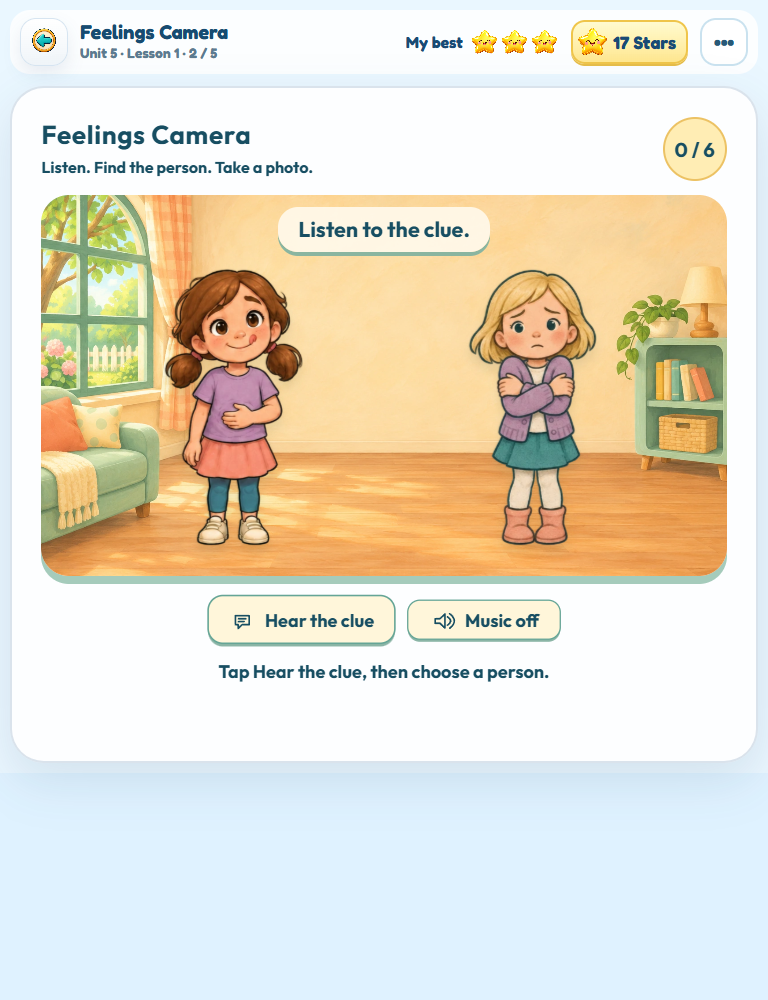 Feelings Camera
Unit 5 · Lesson 1 · 2 / 5
My best
17 Stars
Feelings Camera
Listen. Find the person. Take a photo.
0 / 6
Listen to the clue.
Hear the clue
Music off
Tap Hear the clue, then choose a person.